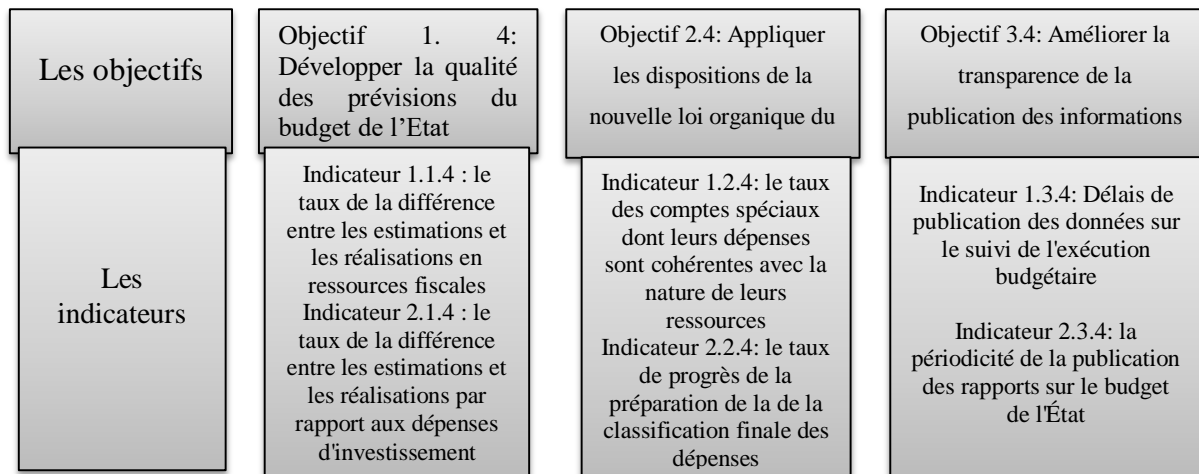 Les objectifs
Objectif 1. 4:
Développer la qualité
des prévisions du
budget de l’Etat
Objectif 2.4: Appliquer
les dispositions de la
nouvelle loi organique du
Objectif 3.4: Améliorer la
transparence de la
publication des informations
Les
indicateurs
Indicateur 1.1.4 : le
taux de la différence
entre les estimations et
les réalisations en
ressources fiscales
Indicateur 2.1.4 : le
taux de la différence
entre les estimations et
les réalisations par
rapport aux dépenses
d'investissement
Indicateur 1.2.4: le taux
des comptes spéciaux
dont leurs dépenses
sont cohérentes avec la
nature de leurs
ressources
Indicateur 2.2.4: le taux
de progrès de la
préparation de la de la
classification finale des
dépenses
Indicateur 1.3.4: Délais de
publication des données sur
le suivi de l'exécution
budgétaire
Indicateur 2.3.4: la
périodicité de la publication
des rapports sur le budget
de l'État